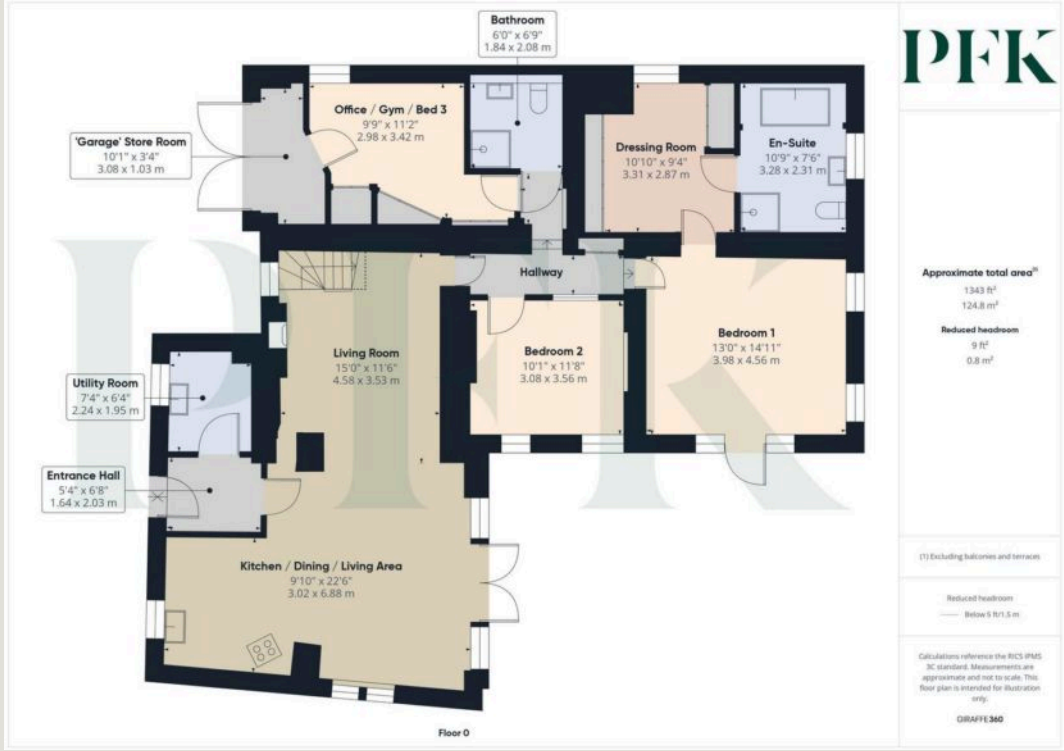 Bathroom
6'0" x 6'9"
1.84 x 2.08 m
PFK
Office / Gym / Bed 3
9'9" x 11'2"
2.98 x 3.42 m
'Garage' Store Room
10'1" x 3'4"
3.08 x 1.03 m
Dressing Room
10'10" x 9'4"
3.31 x 2.87 m
En-Suite
10'9" x 7'6"
3.28 x 2.31 m
Hallway
Approximate total area(1)
1343 ft²
124.8 m²
Reduced headroom
9 ft²
0.8 m²
Living Room
15'0" x 11'6"
4.58 x 3.53 m
Bedroom 2
10'1" x 11'8"
3.08 x 3.56 m
Bedroom 1
13'0" x 14'11"
3.98 x 4.56 m
Utility Room
7'4" x 6'4"
2.24 x 1.95 m
Entrance Hall
5'4" x 6'8"
1.64 x 2.03 m
PFK
Kitchen / Dining / Living Area
9'10" x 22'6"
3.02 x 6.88 m
(1) Excluding balconies and terraces
Reduced headroom
Below 5 ft/1.5 m
Calculations reference the RICS IPMS
3C standard. Measurements are
approximate and not to scale. This
floor plan is intended for illustration
only.
GIRAFFE360
Floor 0